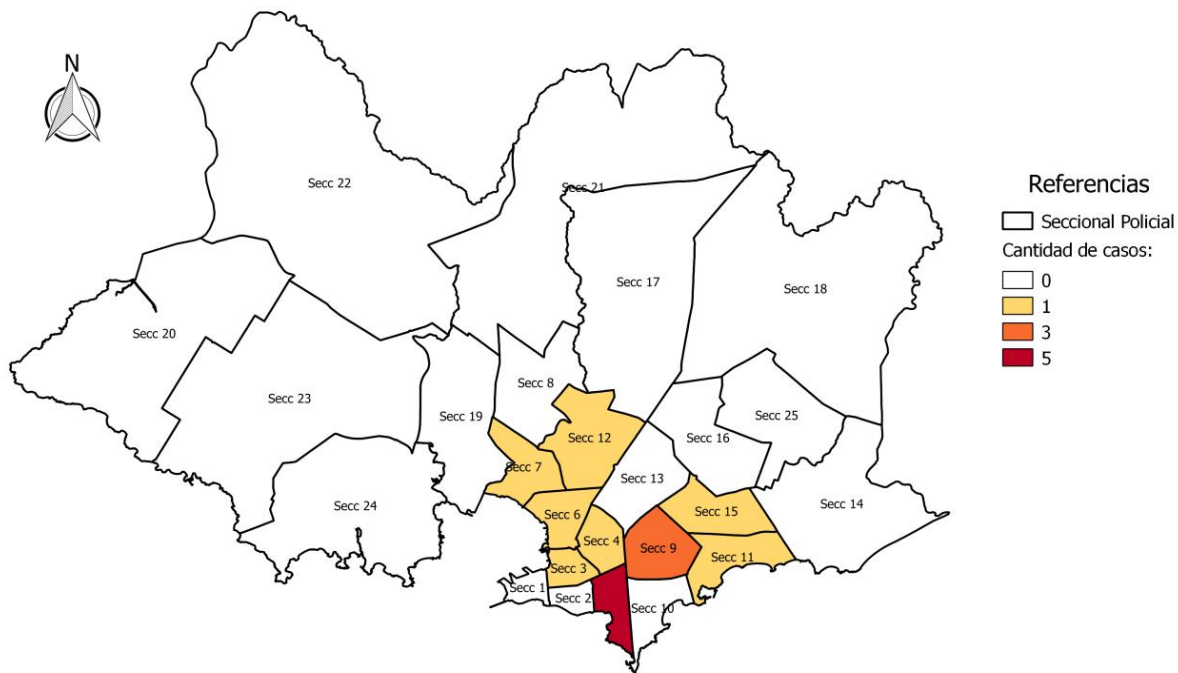 N
Secc 22
Secc 21
Referencias
Seccional Policial
Cantidad de casos:
0
1
3
5
Secc 17
Secc 18
Secc 20
Secc 8
Secc 23
Secc 19
Secc 25
Secc 12
Secc 16
Secc 7
Secc 13
Secc 24
Secc 14
Secc 6
Secc 15
Secc 4
Secc 9
Secc 11
Secc 3
Secc 1
Secc 2
Secc 10